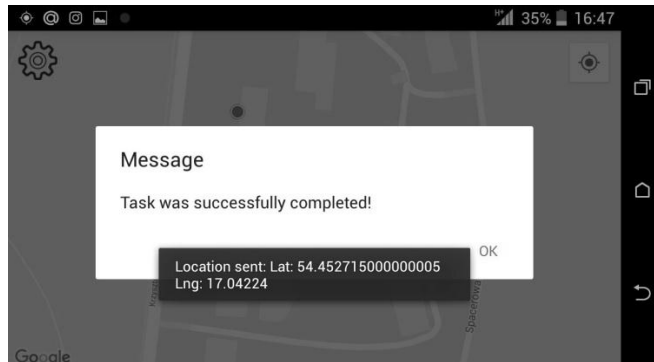 H+ 35% 16:47
Message
Task was successfully completed!
OK
Location sent: Lat: 54.452715000000005
Lng: 17.04224
Spacerowa
Google